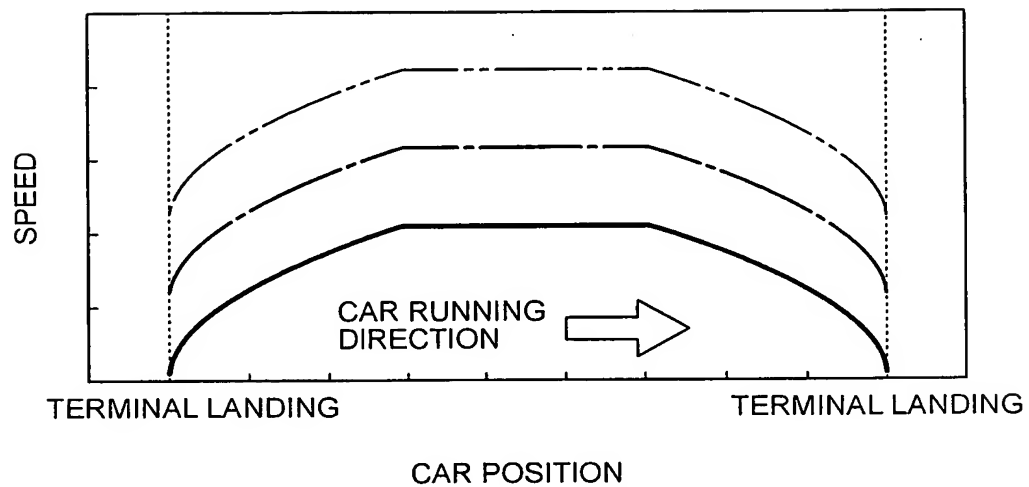 SPEED
CAR RUNNING
DIRECTION
TERMINAL LANDING
TERMINAL LANDING
CAR POSITION